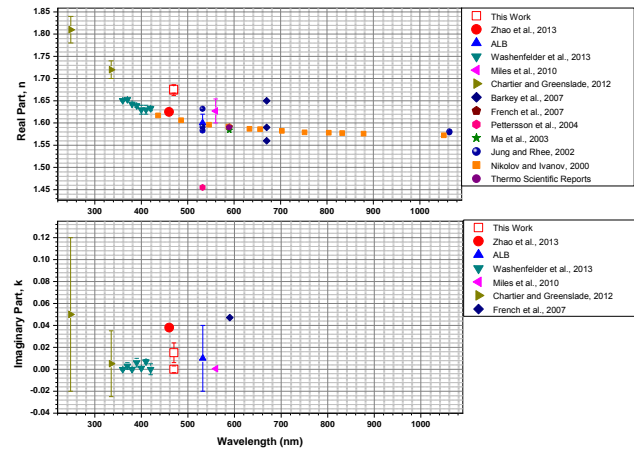 1.85
1.80
1.75
1.70
1.65
1.60
1.55
1.50
1.45
Real Part, n
300 400 500 600 700 800 900 1000
This Work
Zhao et al., 2013
ALB
Washenfelder et al., 2013
Miles et al., 2010
Chartier and Greenslade, 2012
Barkey et al., 2007
French et al., 2007
Pettersson et al., 2004
Ma et al., 2003
Jung and Rhee, 2002
Nikolov and Ivanov, 2000
Thermo Scientific Reports
0.12
0.10
0.08
0.06
0.04
0.02
0.00
-0.02
-0.04
Imaginary Part, k
300 400 500 600 700 800 900 1000
Wavelength (nm)
This Work
Zhao et al., 2013
ALB
Washenfelder et al., 2013
Miles et al., 2010
Chartier and Greenslade, 2012
French et al., 2007